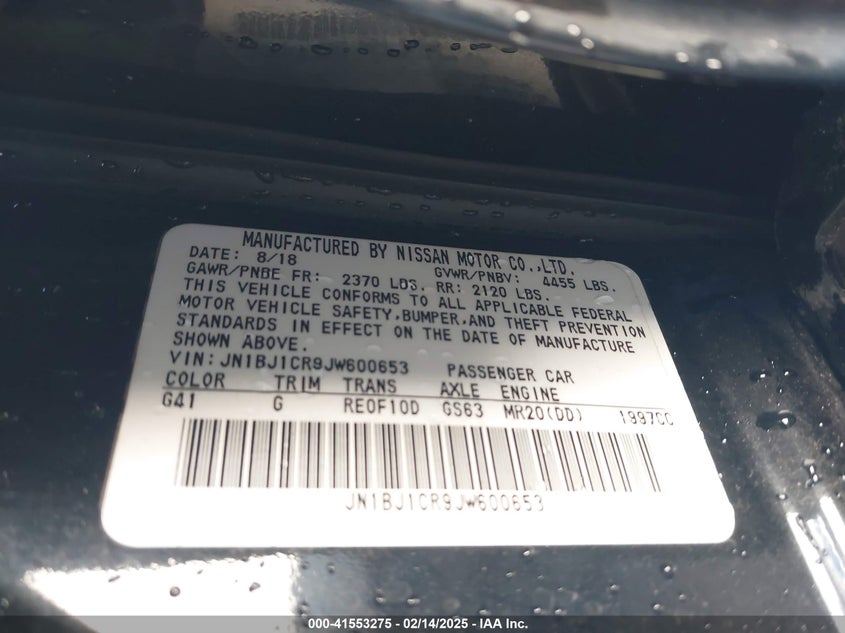 MANUFACTURED BY NISSAN MOTOR CO.,LTD.
DATE: 8/18 GVWR/PNBV: 4455 LBS.
GAWR/PNBE FR: 2370 LBS. RR: 2120 LBS.
THIS VEHICLE CONFORMS TO ALL APPLICABLE FEDERAL
MOTOR VEHICLE SAFETY,BUMPER,AND THEFT PREVENTION
STANDARDS IN EFFECT ON THE DATE OF MANUFACTURE
SHOWN ABOVE.
VIN: JN1BJ1CR9JW600653 PASSENGER CAR
COLOR TRIM TRANS AXLE ENGINE
G41 G RE0F10D GS63 MR20(DD) 1997CC
JN1BJ1CR9JW600653
000-41553275 - 02/14/2025 - IAA Inc.